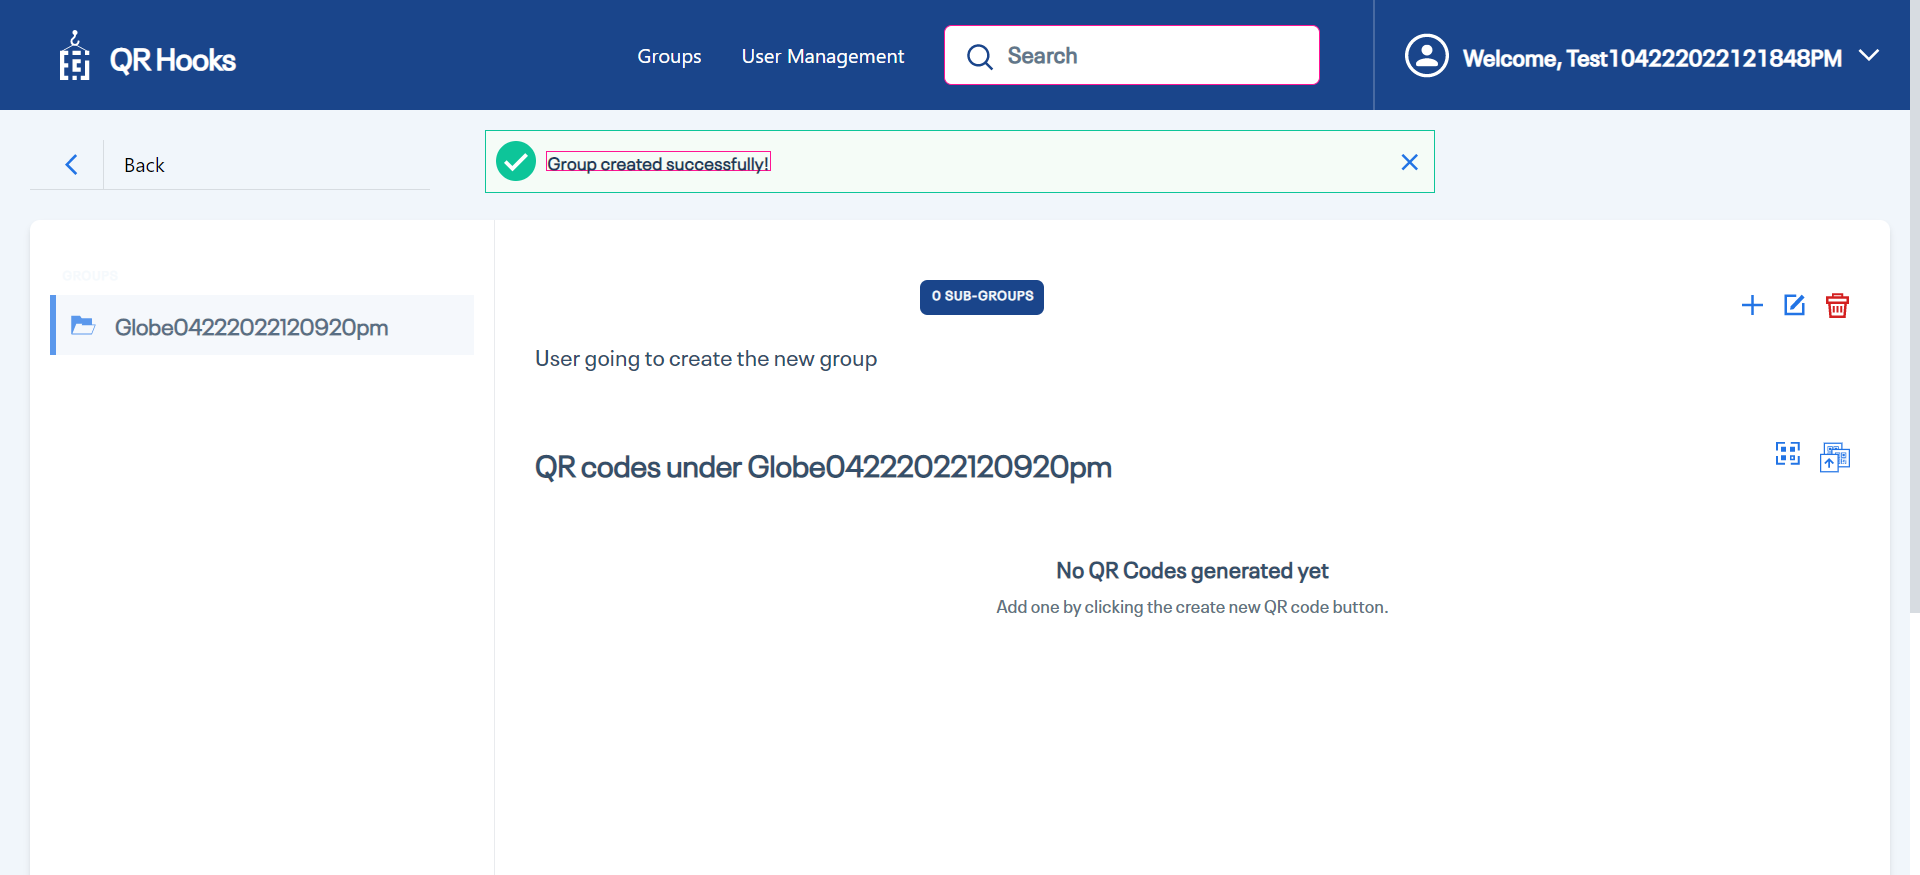 QR Hooks
Groups
User Management
Search
Welcome, Test104222022121848PM
Back
Group created successfully!
GROUPS
Globe04222022120920pm
0 SUB-GROUPS
User going to create the new group
QR codes under Globe04222022120920pm
No QR Codes generated yet
Add one by clicking the create new QR code button.